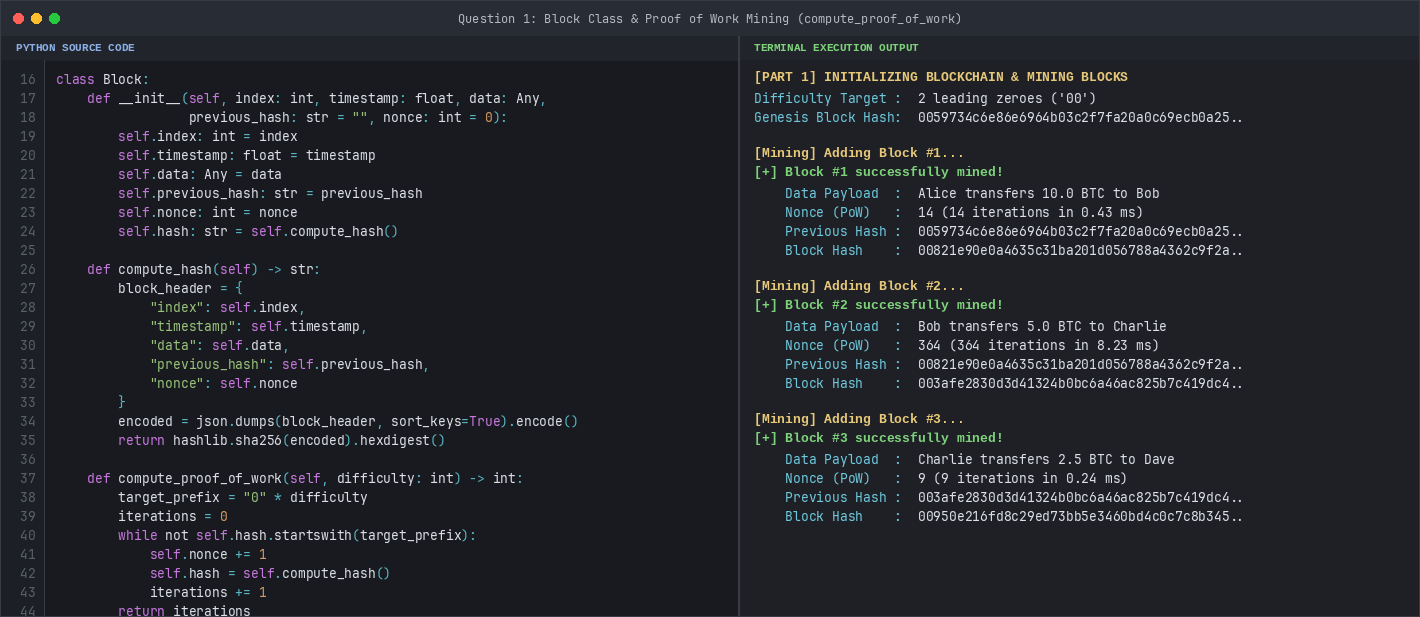 Question 1: Block Class & Proof of Work Mining (compute_proof_of_work)
PYTHON SOURCE CODE
16 class Block:
17     def __init__(self, index: int, timestamp: float, data: Any,
18                  previous_hash: str = "", nonce: int = 0):
19         self.index: int = index
20         self.timestamp: float = timestamp
21         self.data: Any = data
22         self.previous_hash: str = previous_hash
23         self.nonce: int = nonce
24         self.hash: str = self.compute_hash()
25
26     def compute_hash(self) -> str:
27         block_header = {
28             "index": self.index,
29             "timestamp": self.timestamp,
30             "data": self.data,
31             "previous_hash": self.previous_hash,
32             "nonce": self.nonce
33         }
34         encoded = json.dumps(block_header, sort_keys=True).encode()
35         return hashlib.sha256(encoded).hexdigest()
36
37     def compute_proof_of_work(self, difficulty: int) -> int:
38         target_prefix = "0" * difficulty
39         iterations = 0
40         while not self.hash.startswith(target_prefix):
41             self.nonce += 1
42             self.hash = self.compute_hash()
43             iterations += 1
44         return iterations
TERMINAL EXECUTION OUTPUT
[PART 1] INITIALIZING BLOCKCHAIN & MINING BLOCKS
Difficulty Target :  2 leading zeroes ('00')
Genesis Block Hash:  0059734c6e86e6964b03c2f7fa20a0c69ecb0a25..
[Mining] Adding Block #1...
[+] Block #1 successfully mined!
    Data Payload  :  Alice transfers 10.0 BTC to Bob
    Nonce (PoW)   :  14 (14 iterations in 0.43 ms)
    Previous Hash :  0059734c6e86e6964b03c2f7fa20a0c69ecb0a25..
    Block Hash    :  00821e90e0a4635c31ba201d056788a4362c9f2a..
[Mining] Adding Block #2...
[+] Block #2 successfully mined!
    Data Payload  :  Bob transfers 5.0 BTC to Charlie
    Nonce (PoW)   :  364 (364 iterations in 8.23 ms)
    Previous Hash :  00821e90e0a4635c31ba201d056788a4362c9f2a..
    Block Hash    :  003afe2830d3d41324b0bc6a46ac825b7c419dc4..
[Mining] Adding Block #3...
[+] Block #3 successfully mined!
    Data Payload  :  Charlie transfers 2.5 BTC to Dave
    Nonce (PoW)   :  9 (9 iterations in 0.24 ms)
    Previous Hash :  003afe2830d3d41324b0bc6a46ac825b7c419dc4..
    Block Hash    :  00950e216fd8c29ed73bb5e3460bd4c0c7c8b345..